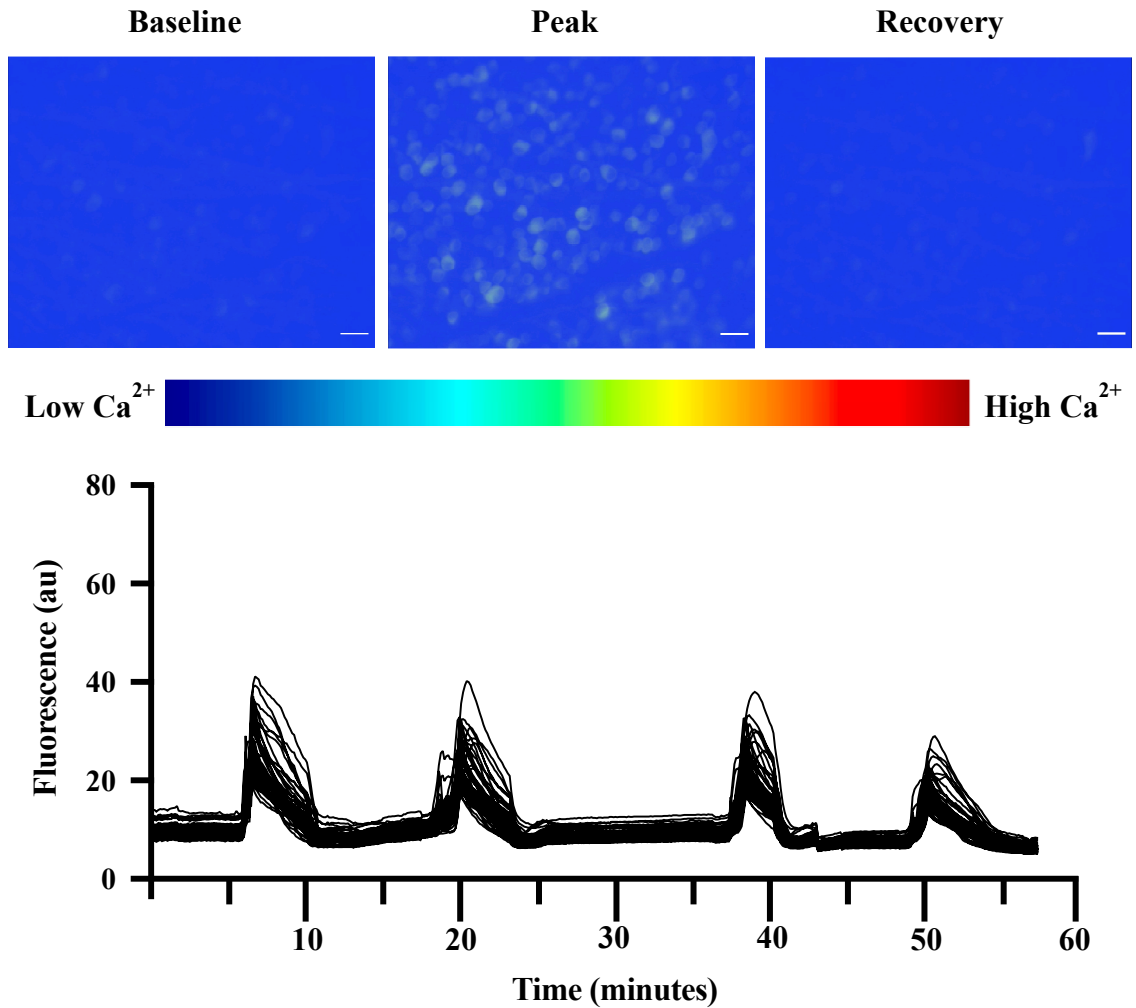 Baseline Peak Recovery
Low Ca²⁺ High Ca²⁺
80
60
40
20
0
Fluorescence (au)
10 20 30 40 50 60
Time (minutes)